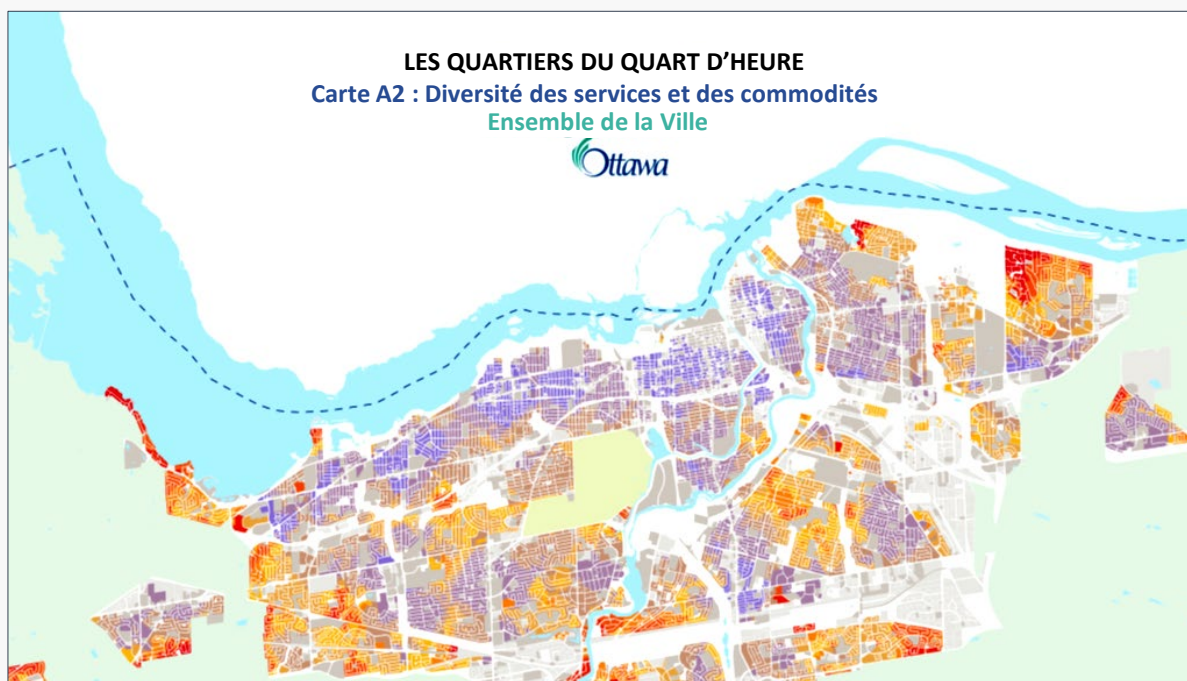 LES QUARTIERS DU QUART D’HEURE
Carte A2 : Diversité des services et des commodités
Ensemble de la Ville
Ottawa